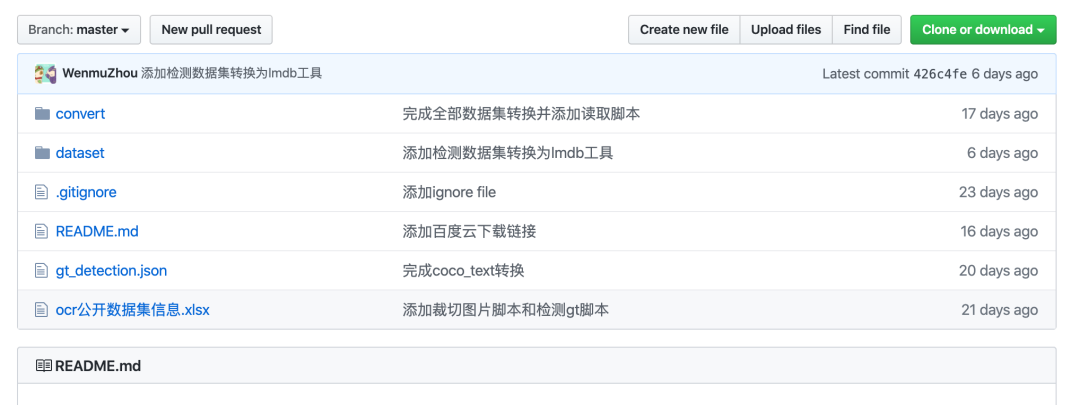 Branch: master New pull request Create new file Upload files Find file Clone or download
WenmuZhou 添加检测数据集转换为lmdb工具 Latest commit 426c4fe 6 days ago
convert 完成全部数据集转换并添加读取脚本 17 days ago
dataset 添加检测数据集转换为lmdb工具 6 days ago
.gitignore 添加ignore file 23 days ago
README.md 添加百度云下载链接 16 days ago
gt_detection.json 完成coco_text转换 20 days ago
ocr公开数据集信息.xlsx 添加裁切图片脚本和检测gt脚本 21 days ago
README.md